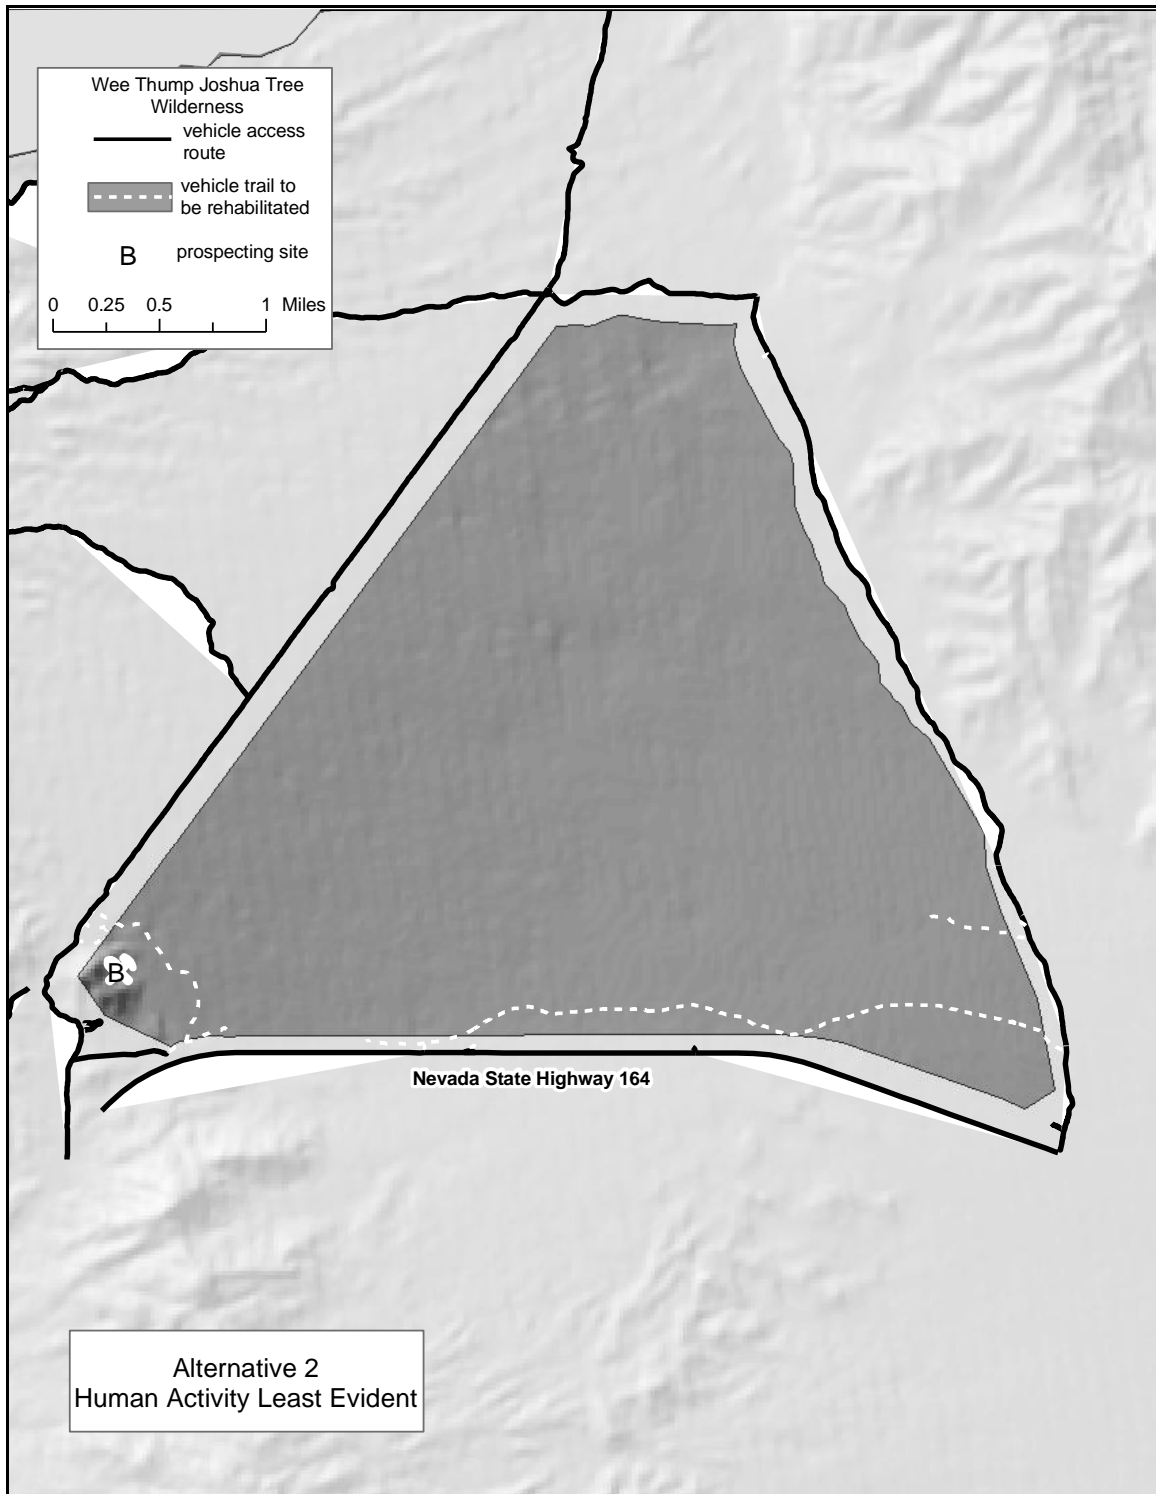 Wee Thump Joshua Tree
Wilderness
vehicle access
route
vehicle trail to
be rehabilitated
B prospecting site
0 0.25 0.5 1 Miles
B
Nevada State Highway 164
Alternative 2
Human Activity Least Evident